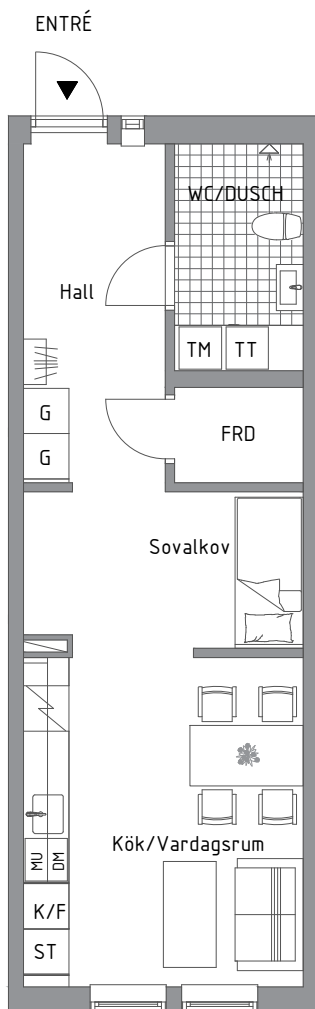 ENTRÉ
WC/DUSCH
Hall
TM TT
G
FRD
G
Sovalkov
Kök/Vardagsrum
MU DM
K/F
ST